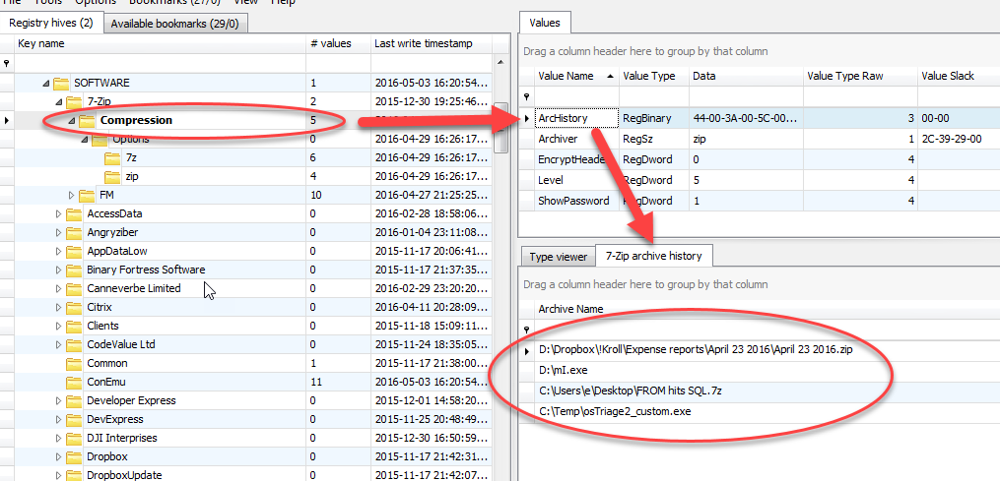 File Tools Options Bookmarks (27/0) View Help
Registry hives (2) Available bookmarks (29/0)
Key name # values Last write timestamp
SOFTWARE 1 2016-05-03 16:20:54...
7-Zip 2 2015-12-30 19:25:46...
Compression 5
Options 0 2016-04-29 16:26:17...
7z 6 2016-04-29 16:26:17...
zip 4 2016-04-29 16:26:17...
FM 10 2016-04-27 21:25:25...
AccessData 0 2016-02-28 18:58:06...
Angryziber 0 2016-01-04 23:11:08...
AppDataLow 0 2015-11-17 20:06:41...
Binary Fortress Software 0 2015-11-17 21:37:35...
Canneverbe Limited 0 2016-02-29 23:20:20...
Citrix 0 2016-04-11 20:28:09...
Clients 0 2015-11-18 15:09:11...
CodeValue Ltd 0 2015-11-24 18:35:05...
Common 1 2015-11-17 21:38:00...
ConEmu 11 2016-05-03 16:20:54...
Developer Express 0 2015-12-01 14:58:20...
DevExpress 0 2015-11-25 20:48:49...
DJI Interprises 0 2015-12-30 16:50:59...
Dropbox 0 2015-11-17 21:42:31...
DropboxUpdate 0 2015-11-17 21:42:07...
Values
Drag a column header here to group by that column
Value Name Value Type Data Value Type Raw Value Slack
ArcHistory RegBinary 44-00-3A-00-5C-00... 3 00-00
Archiver RegSz zip 1 2C-39-29-00
EncryptHeade RegDword 0 4
Level RegDword 5 4
ShowPassword RegDword 1 4
Type viewer 7-Zip archive history
Drag a column header here to group by that column
Archive Name
D:\Dropbox\!Kroll\Expense reports\April 23 2016\April 23 2016.zip
D:\mI.exe
C:\Users\e\Desktop\FROM hits SQL.7z
C:\Temp\osTriage2_custom.exe